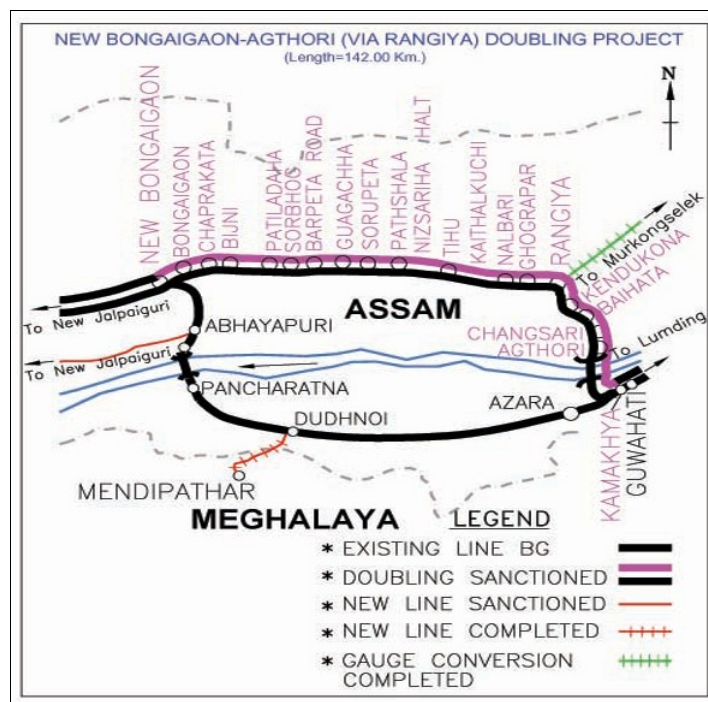 NEW BONGAIGAON-AGTHORI (VIA RANGIYA) DOUBLING PROJECT
(Length=142.00 Km.)
N
NEW BONGAIGAON
BONGAIGAON
CHAPRAKATA
BIJNI
PATILADAHA
SORBHOG
BARPETA ROAD
GUAGACHHA
SORUPETA
PATHSHALA
NIZSARIHA HALT
TIHU
KAITHALKUCHI
NALBARI
GHOGRAPAR
RANGIYA
To Murkongselek
KENDUKONA
BAIHATA
ASSAM
To New Jalpaiguri
ABHAYAPURI
CHANGSARI
AGTHORI
To Lumding
To New Jalpaiguri
PANCHARATNA
AZARA
DUDHNOI
KAMAKHYA
GUWAHATI
MENDIPATHAR
MEGHALAYA
LEGEND
* EXISTING LINE BG
* DOUBLING SANCTIONED
* NEW LINE SANCTIONED
* NEW LINE COMPLETED
* GAUGE CONVERSION
COMPLETED